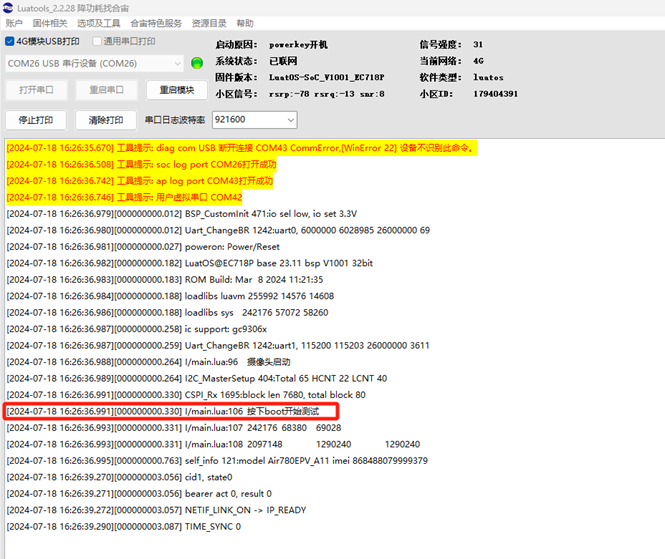 Luatools_2.2.28 降功耗找合宙
账户 固件相关 选项及工具 合宙特色服务 资源目录 帮助
4G模块USB打印 通用串口打印
COM26 USB 串行设备 (COM26)
打开串口 重启串口 重启模块
停止打印 清除打印 串口日志波特率 921600
启动原因: powerkey开机 信号强度: 31
系统状态: 已联网 当前网络: 4G
固件版本: LuatOS-SoC_V1001_EC718P 软件类型: luatos
小区信号: rsrp:-78 rsrq:-13 snr:8 小区ID: 179404391
[2024-07-18 16:26:35.670] 工具提示: diag com USB 断开连接 COM43 CommError,[WinError 22] 设备不识别此命令。
[2024-07-18 16:26:36.508] 工具提示: soc log port COM26打开成功
[2024-07-18 16:26:36.742] 工具提示: ap log port COM43打开成功
[2024-07-18 16:26:36.746] 工具提示: 用户虚拟串口 COM42
[2024-07-18 16:26:36.979][000000000.012] BSP_CustomInit 471:io sel low, io set 3.3V
[2024-07-18 16:26:36.980][000000000.012] Uart_ChangeBR 1242:uart0, 6000000 6028985 26000000 69
[2024-07-18 16:26:36.981][000000000.027] poweron: Power/Reset
[2024-07-18 16:26:36.982][000000000.182] LuatOS@EC718P base 23.11 bsp V1001 32bit
[2024-07-18 16:26:36.983][000000000.183] ROM Build: Mar 8 2024 11:21:35
[2024-07-18 16:26:36.984][000000000.188] loadlibs luavm 255992 14576 14608
[2024-07-18 16:26:36.986][000000000.188] loadlibs sys 242176 57072 58260
[2024-07-18 16:26:36.987][000000000.258] ic support: gc9306x
[2024-07-18 16:26:36.987][000000000.259] Uart_ChangeBR 1242:uart1, 115200 115203 26000000 3611
[2024-07-18 16:26:36.988][000000000.264] I/main.lua:96 摄像头启动
[2024-07-18 16:26:36.989][000000000.264] I2C_MasterSetup 404:Total 65 HCNT 22 LCNT 40
[2024-07-18 16:26:36.991][000000000.330] CSPI_Rx 1695:block len 7680, total block 80
[2024-07-18 16:26:36.991][000000000.330] I/main.lua:106 按下boot开始测试
[2024-07-18 16:26:36.993][000000000.331] I/main.lua:107 242176 68380 69028
[2024-07-18 16:26:36.993][000000000.331] I/main.lua:108 2097148 1290240 1290240
[2024-07-18 16:26:36.995][000000000.763] self_info 121:model Air780EPV_A11 imei 868488079999379
[2024-07-18 16:26:39.270][000000003.056] cid1, state0
[2024-07-18 16:26:39.271][000000003.056] bearer act 0, result 0
[2024-07-18 16:26:39.272][000000003.057] NETIF_LINK_ON -> IP_READY
[2024-07-18 16:26:39.290][000000003.087] TIME_SYNC 0